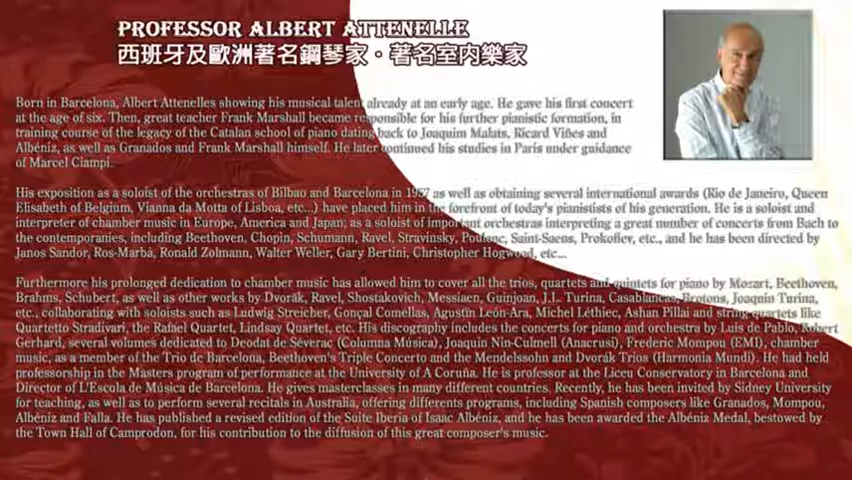 PROFESSOR ALBERT ATTENELLE
西班牙及歐洲著名鋼琴家・著名室內樂家
Born in Barcelona, Albert Attenelles showing his musical talent already at an early age. He gave his first concert
at the age of six. Then, great teacher Frank Marshall became responsible for his further pianistic formation, in
training course of the legacy of the Catalan school of piano dating back to Joaquim Malats, Ricard Viñes and
Albéniz, as well as Granados and Frank Marshall himself. He later continued his studies in Paris under guidance
of Marcel Ciampi.
His exposition as a soloist of the orchestras of Bilbao and Barcelona in 1957 as well as obtaining several international awards (Rio de Janeiro, Queen
Elisabeth of Belgium, Vianna da Motta of Lisboa, etc...) have placed him in the forefront of today's pianistists of his generation. He is a soloist and
interpreter of chamber music in Europe, America and Japan; as a soloist of important orchestras interpreting a great number of concerts from Bach to
the contemporanies, including Beethoven, Chopin, Schumann, Ravel, Stravinsky, Poulenc, Saint-Saens, Prokofiev, etc., and he has been directed by
Janos Sandor, Ros-Marbà, Ronald Zolmann, Walter Weller, Gary Bertini, Christopher Hogwood, etc...
Furthermore his prolonged dedication to chamber music has allowed him to cover all the trios, quartets and quintets for piano by Mozart, Beethoven,
Brahms, Schubert, as well as other works by Dvorák, Ravel, Shostakovich, Messiaen, Guinjoan, J.L. Turina, Casablancas, Brotons, Joaquin Turina,
etc., collaborating with soloists such as Ludwig Streicher, Gonçal Comellas, Agustin León-Ara, Michel Léthiec, Ashan Pillai and string quartets like
Quartetto Stradivari, the Rafael Quartet, Lindsay Quartet, etc. His discography includes the concerts for piano and orchestra by Luis de Pablo, Robert
Gerhard, several volumes dedicated to Deodat de Séverac (Columna Música), Joaquin Nin-Culmell (Anacrusi), Frederic Mompou (EMI), chamber
music, as a member of the Trio de Barcelona, Beethoven's Triple Concerto and the Mendelssohn and Dvorák Trios (Harmonia Mundi). He had held
professorship in the Masters program of performance at the University of A Coruña. He is professor at the Liceu Conservatory in Barcelona and
Director of L'Escola de Música de Barcelona. He gives masterclasses in many different countries. Recently, he has been invited by Sidney University
for teaching, as well as to perform several recitals in Australia, offering differents programs, including Spanish composers like Granados, Mompou,
Albéniz and Falla. He has published a revised edition of the Suite Iberia of Isaac Albéniz, and he has been awarded the Albéniz Medal, bestowed by
the Town Hall of Camprodon, for his contribution to the diffusion of this great composer's music.